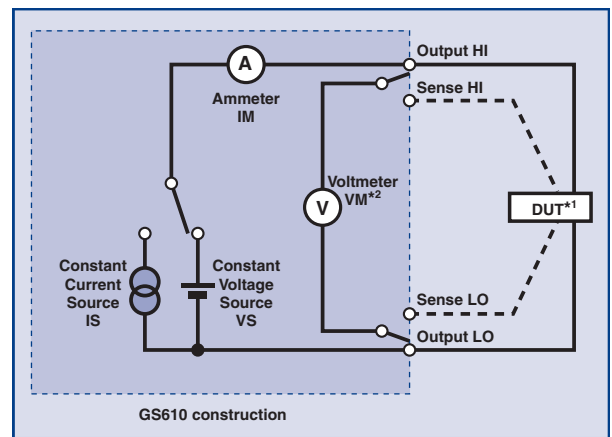 Output HI
A
Ammeter
IM
Sense HI
Voltmeter
VM*2
V
DUT*1
Constant
Current
Source
IS
Constant
Voltage
Source
VS
Sense LO
Output LO
GS610 construction